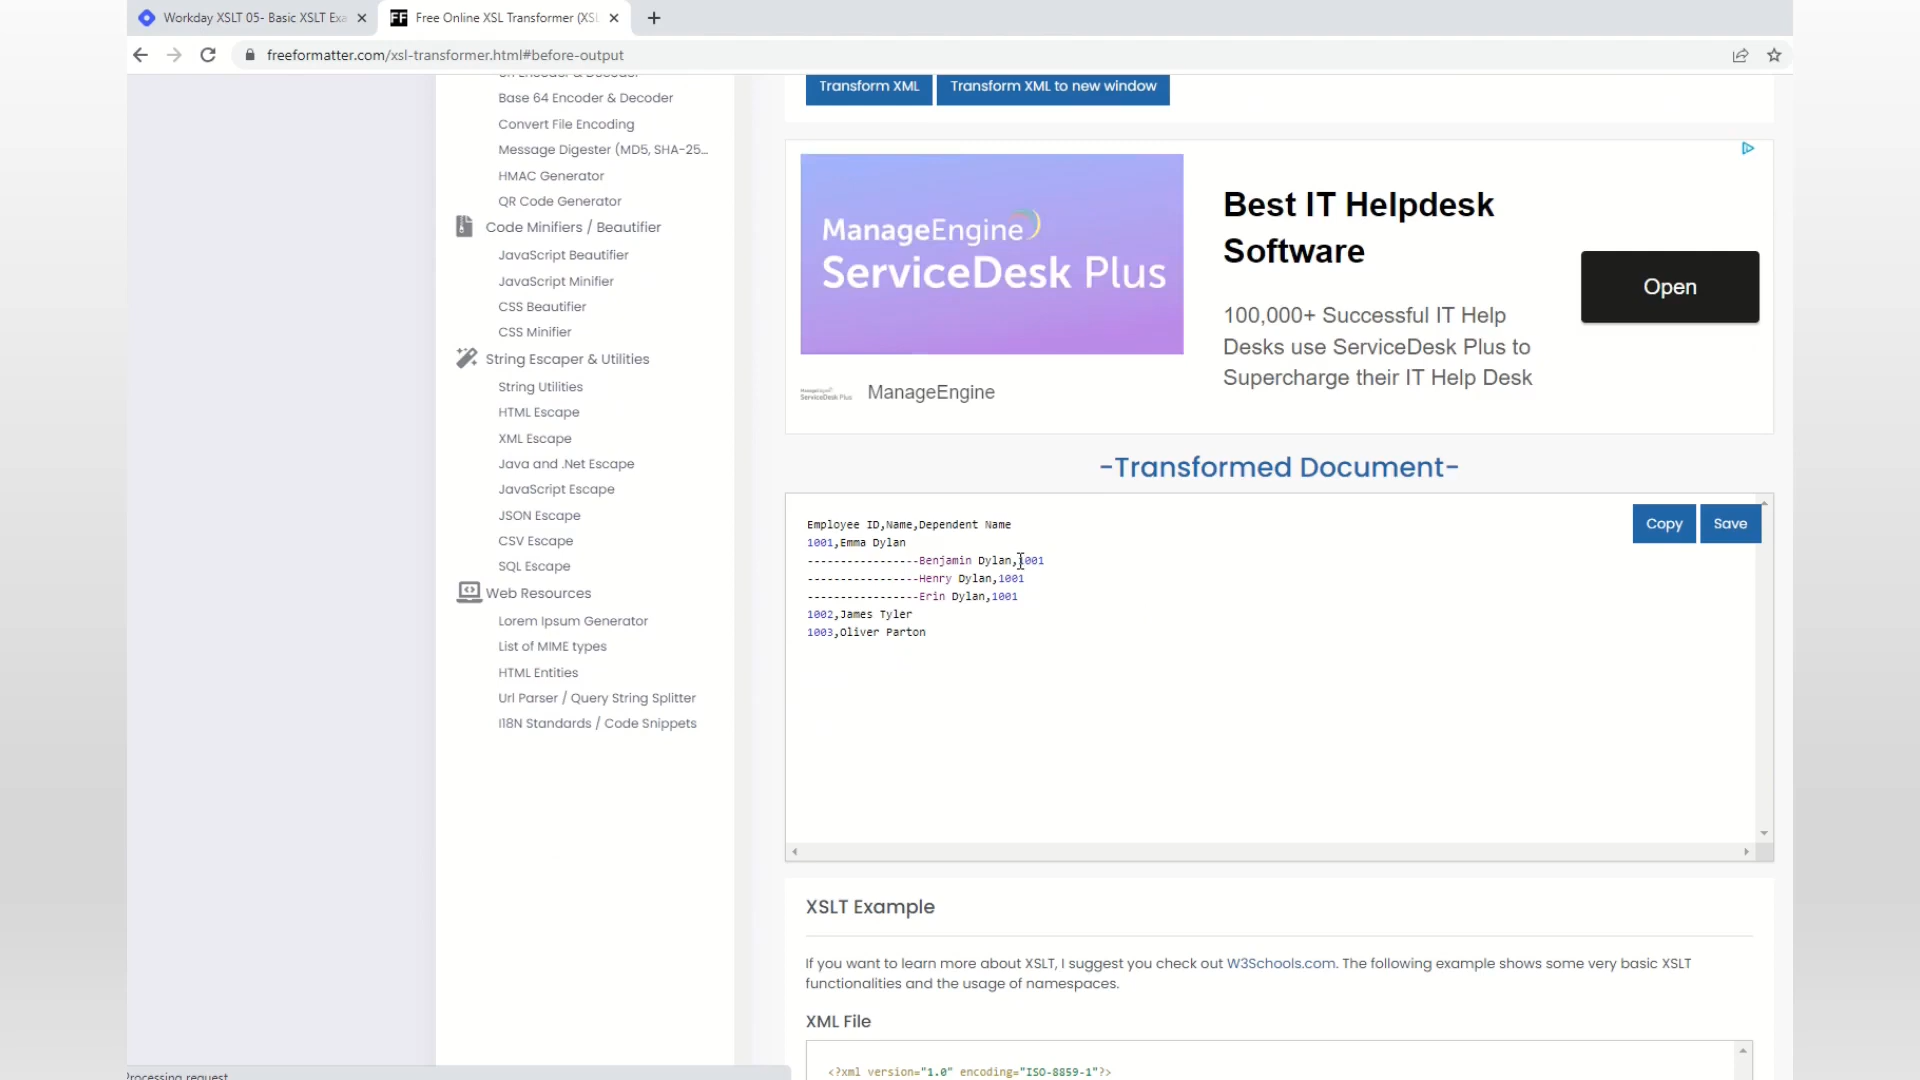 Workday XSLT 05- Basic XSLT Exa
Free Online XSL Transformer (XSL
freeformatter.com/xsl-transformer.html#before-output
Url Encoder & Decoder
Base 64 Encoder & Decoder
Convert File Encoding
Message Digester (MD5, SHA-25...
HMAC Generator
QR Code Generator
Code Minifiers / Beautifier
JavaScript Beautifier
JavaScript Minifier
CSS Beautifier
CSS Minifier
String Escaper & Utilities
String Utilities
HTML Escape
XML Escape
Java and .Net Escape
JavaScript Escape
JSON Escape
CSV Escape
SQL Escape
Web Resources
Lorem Ipsum Generator
List of MIME types
HTML Entities
Url Parser / Query String Splitter
I18N Standards / Code Snippets
Transform XML
Transform XML to new window
ManageEngine
ServiceDesk Plus
Best IT Helpdesk
Software
100,000+ Successful IT Help
Desks use ServiceDesk Plus to
Supercharge their IT Help Desk
Open
ManageEngine
-Transformed Document-
Copy
Save
Employee ID,Name,Dependent Name
1001,Emma Dylan
-----------------Benjamin Dylan,1001
-----------------Henry Dylan,1001
-----------------Erin Dylan,1001
1002,James Tyler
1003,Oliver Parton
XSLT Example
If you want to learn more about XSLT, I suggest you check out W3Schools.com. The following example shows some very basic XSLT
functionalities and the usage of namespaces.
XML File
<?xml version="1.0" encoding="ISO-8859-1"?>
Processing request